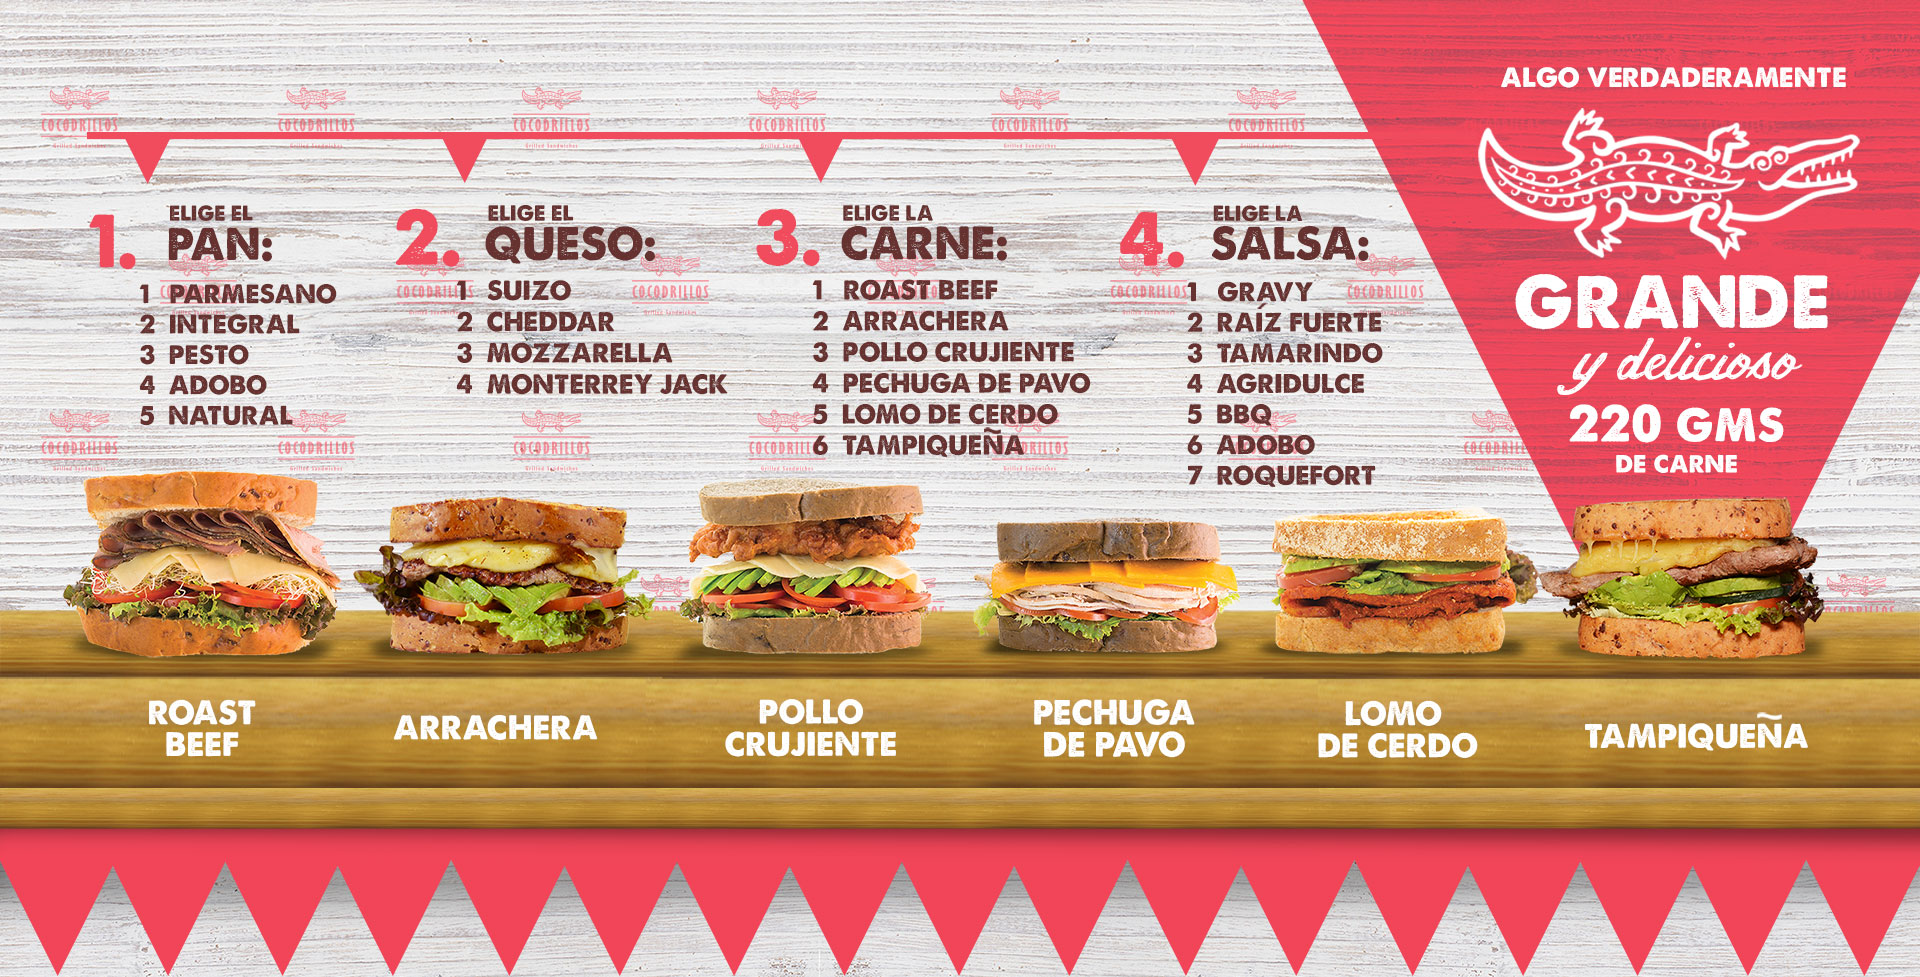 ALGO VERDADERAMENTE
GRANDE
y delicioso
220 GMS
DE CARNE
1. ELIGE EL
PAN:
1 PARMESANO
2 INTEGRAL
3 PESTO
4 ADOBO
5 NATURAL
2. ELIGE EL
QUESO:
1 SUIZO
2 CHEDDAR
3 MOZZARELLA
4 MONTERREY JACK
3. ELIGE LA
CARNE:
1 ROAST BEEF
2 ARRACHERA
3 POLLO CRUJIENTE
4 PECHUGA DE PAVO
5 LOMO DE CERDO
6 TAMPIQUEÑA
4. ELIGE LA
SALSA:
1 GRAVY
2 RAÍZ FUERTE
3 TAMARINDO
4 AGRIDULCE
5 BBQ
6 ADOBO
7 ROQUEFORT
ROAST
BEEF
ARRACHERA
POLLO
CRUJIENTE
PECHUGA
DE PAVO
LOMO
DE CERDO
TAMPIQUEÑA
COCODRILLOS
Grilled Sandwiches